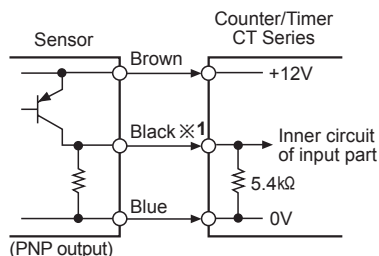 Counter/Timer
CT Series
Sensor
Brown
+12V
Black ※1
Inner circuit
of input part
5.4kΩ
Blue
0V
(PNP output)